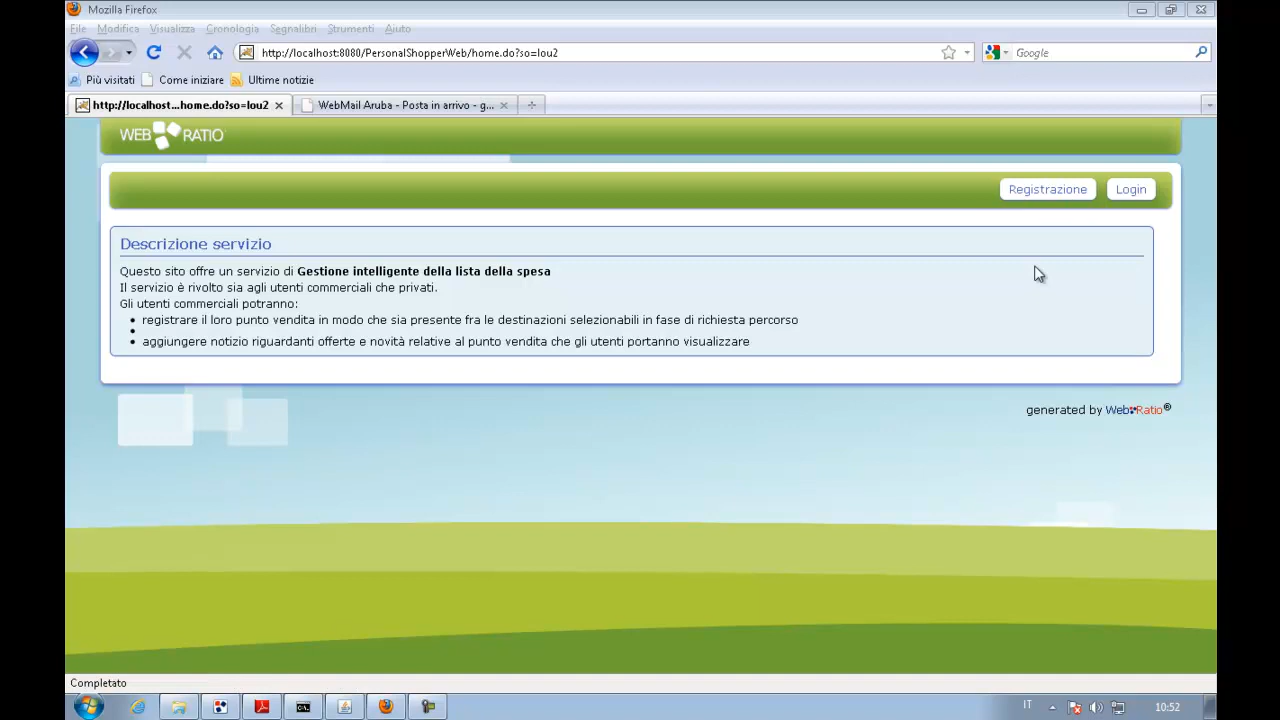 Mozilla Firefox
File Modifica Visualizza Cronologia Segnalibri Strumenti Aiuto
http://localhost:8080/PersonalShopperWeb/home.do?so=lou2
Google
Più visitati Come iniziare Ultime notizie
http://localhost...home.do?so=lou2
WebMail Aruba - Posta in arrivo - g...
WEB RATIO
Registrazione Login
Descrizione servizio
Questo sito offre un servizio di Gestione intelligente della lista della spesa
Il servizio è rivolto sia agli utenti commerciali che privati.
Gli utenti commerciali potranno:
registrare il loro punto vendita in modo che sia presente fra le destinazioni selezionabili in fase di richiesta percorso
aggiungere notizio riguardanti offerte e novità relative al punto vendita che gli utenti portanno visualizzare
generated by WebRatio®
Completato
IT 10:52